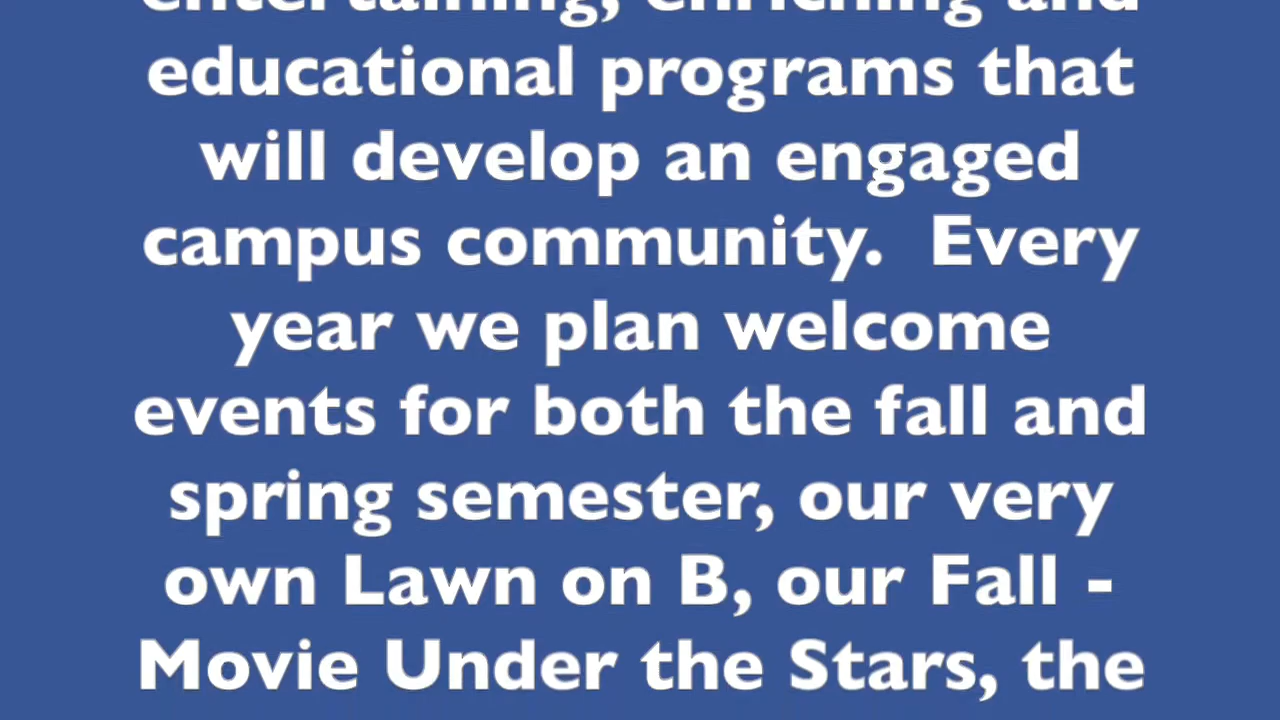 entertaining, enriching and
educational programs that
will develop an engaged
campus community.  Every
year we plan welcome
events for both the fall and
spring semester, our very
own Lawn on B, our Fall -
Movie Under the Stars, the